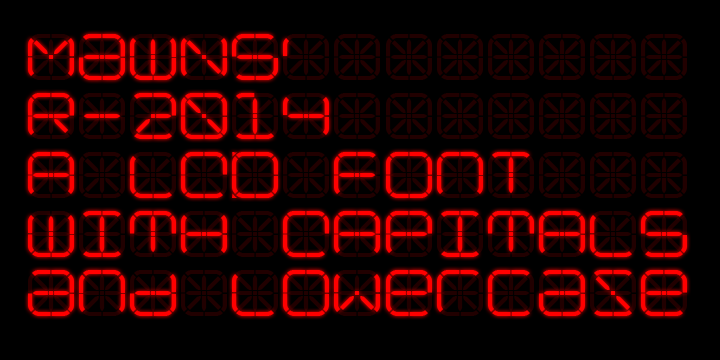 MaWNS'
R-2014
A LCD FONT
WITH CAPITALS
and Lowercase